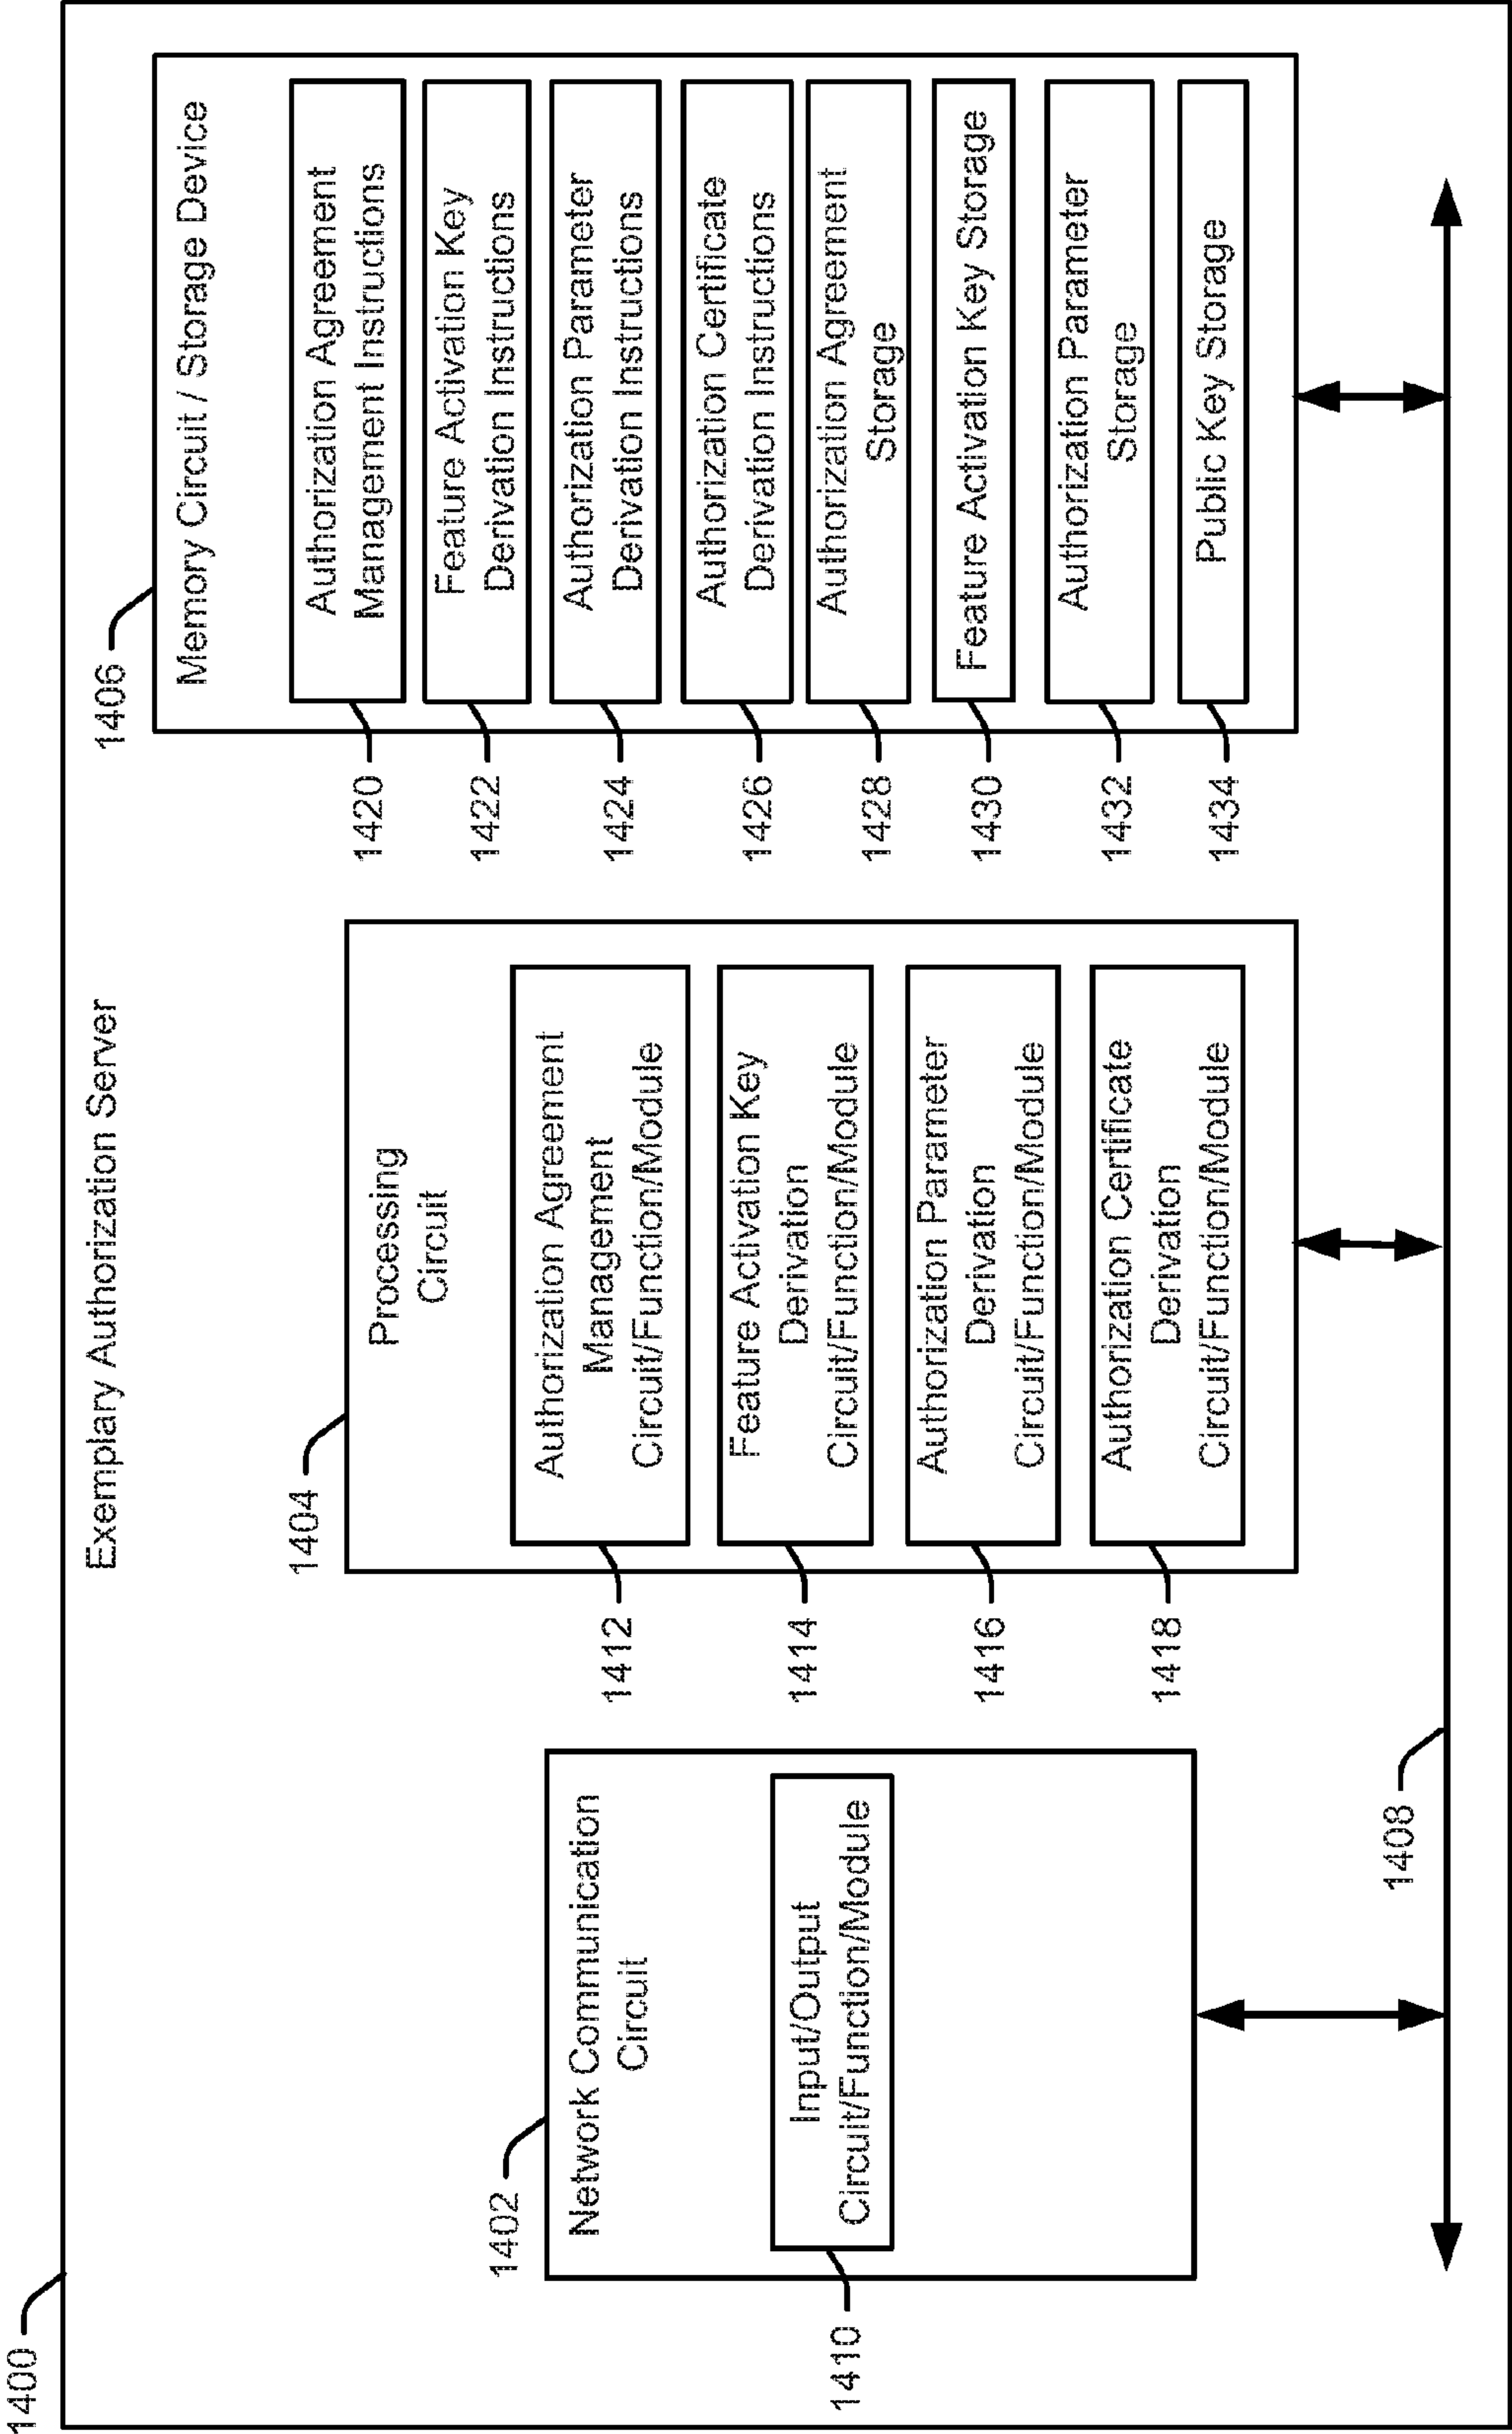 1400
Exemplary Authorization Server
1402
Network Communication
Circuit
1410
Input/Output
Circuit/Function/Module
1404
Processing
Circuit
1412
Authorization Agreement
Management
Circuit/Function/Module
1414
Feature Activation Key
Derivation
Circuit/Function/Module
1416
Authorization Parameter
Derivation
Circuit/Function/Module
1418
Authorization Certificate
Derivation
Circuit/Function/Module
1406
Memory Circuit / Storage Device
1420
Authorization Agreement
Management Instructions
1422
Feature Activation Key
Derivation Instructions
1424
Authorization Parameter
Derivation Instructions
1426
Authorization Certificate
Derivation Instructions
1428
Authorization Agreement
Storage
1430
Feature Activation Key Storage
1432
Authorization Parameter
Storage
1434
Public Key Storage
1408